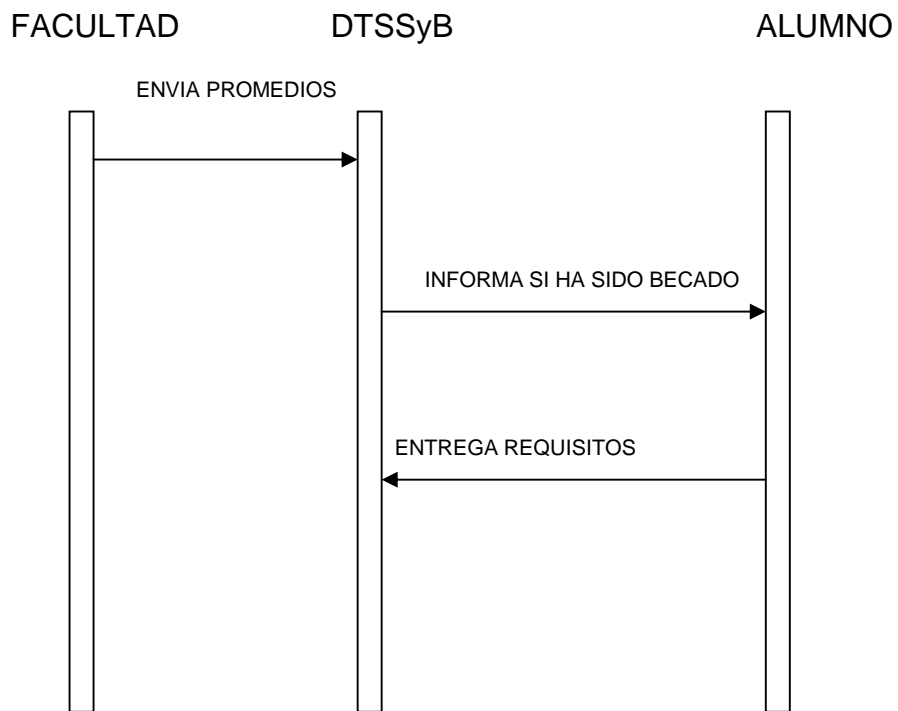 FACULTAD DTSSyB ALUMNO
ENVIA PROMEDIOS
INFORMA SI HA SIDO BECADO
ENTREGA REQUISITOS